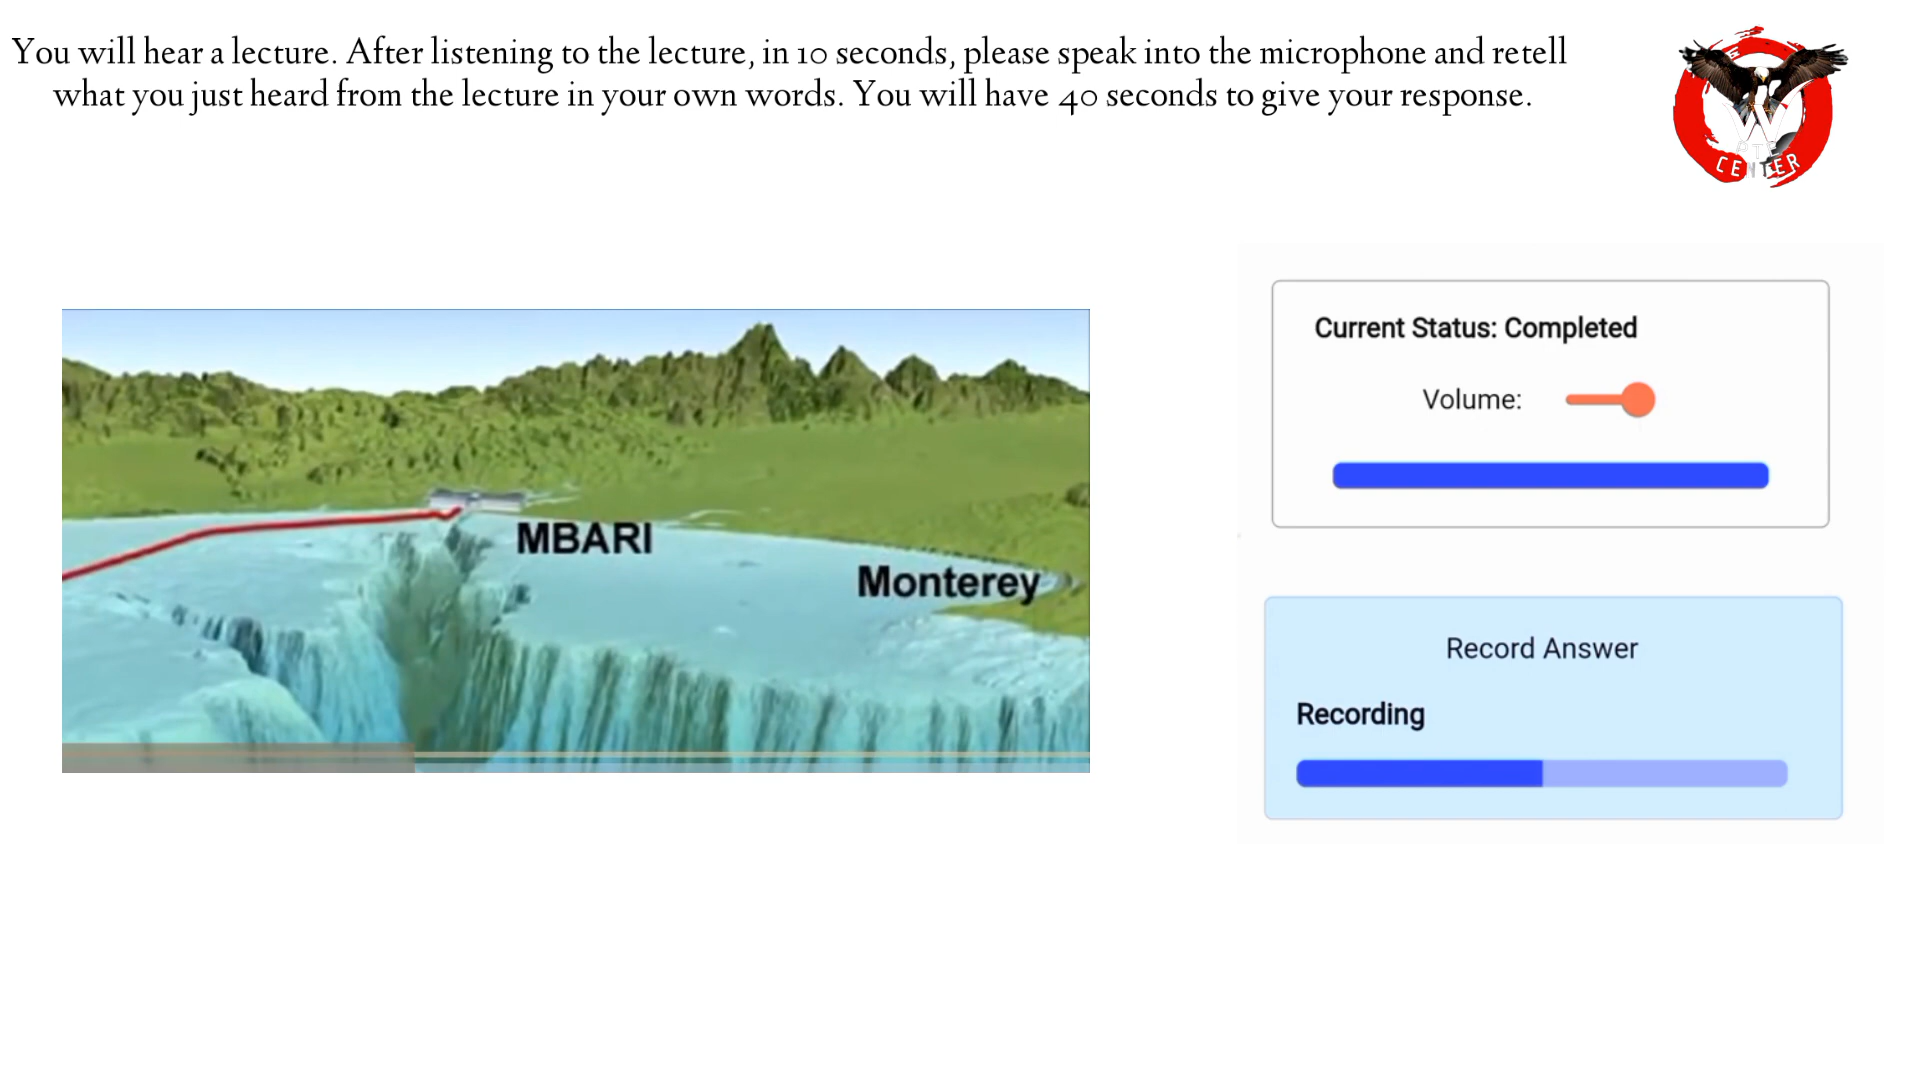 You will hear a lecture. After listening to the lecture, in 10 seconds, please speak into the microphone and retell
what you just heard from the lecture in your own words. You will have 40 seconds to give your response.
W
PTE
CENTER
Current Status: Completed
Volume:
MBARI
Monterey
Record Answer
Recording